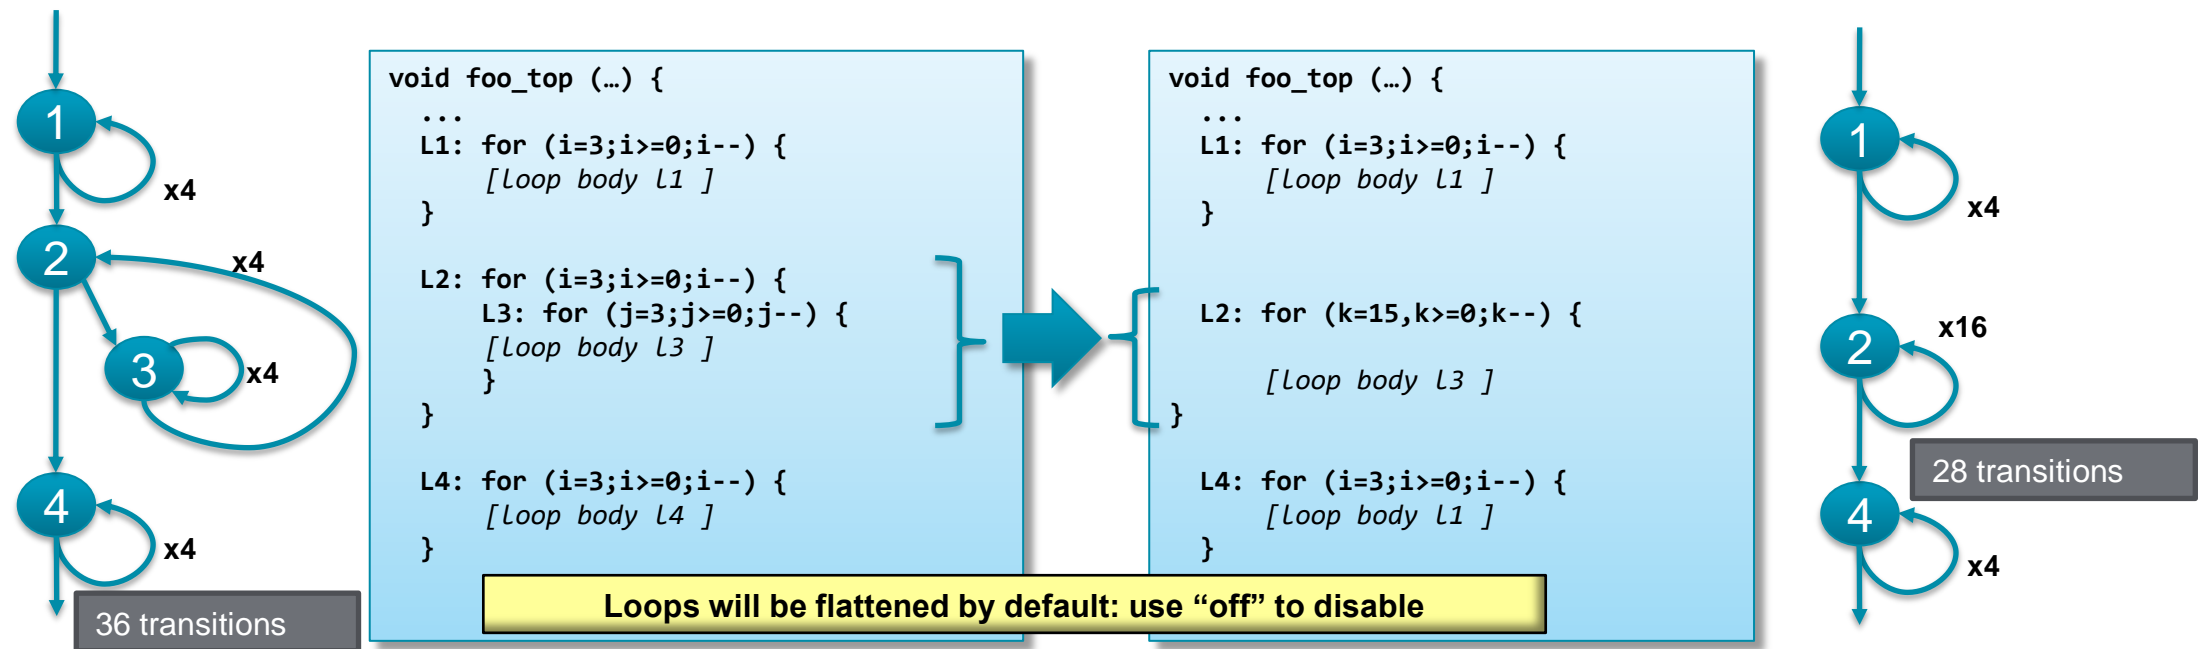 1
x4
2
x4
3
x4
4
x4
36 transitions
void foo_top (…) {
...
L1: for (i=3;i>=0;i--) {
[loop body l1 ]
}
L2: for (i=3;i>=0;i--) {
L3: for (j=3;j>=0;j--) {
[loop body l3 ]
}
}
L4: for (i=3;i>=0;i--) {
[loop body l4 ]
}
void foo_top (…) {
...
L1: for (i=3;i>=0;i--) {
[loop body l1 ]
}
L2: for (k=15,k>=0;k--) {
[loop body l3 ]
}
L4: for (i=3;i>=0;i--) {
[loop body l1 ]
}
Loops will be flattened by default: use “off” to disable
1
x4
x16
2
28 transitions
4
x4